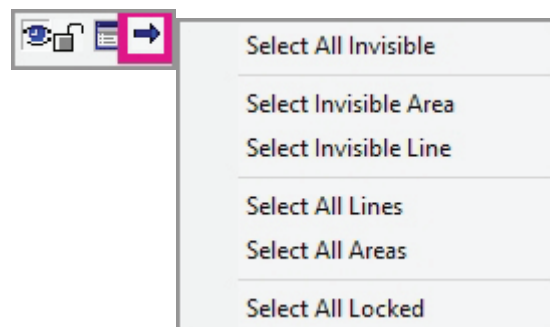 Select All Invisible
Select Invisible Area
Select Invisible Line
Select All Lines
Select All Areas
Select All Locked